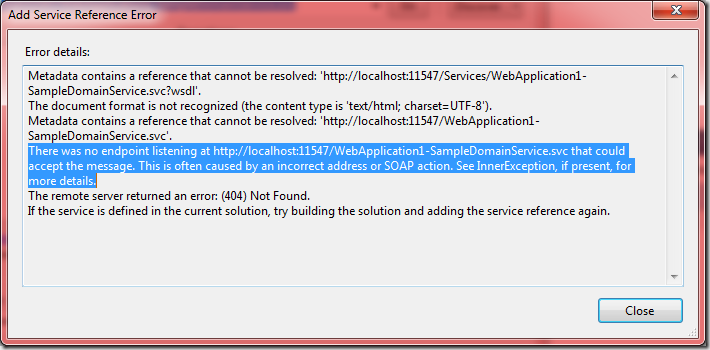 Add Service Reference Error
Error details:
Metadata contains a reference that cannot be resolved: 'http://localhost:11547/Services/WebApplication1-
SampleDomainService.svc?wsdl'.
The document format is not recognized (the content type is 'text/html; charset=UTF-8').
Metadata contains a reference that cannot be resolved: 'http://localhost:11547/WebApplication1-
SampleDomainService.svc'.
There was no endpoint listening at http://localhost:11547/WebApplication1-SampleDomainService.svc that could
accept the message. This is often caused by an incorrect address or SOAP action. See InnerException, if present, for
more details.
The remote server returned an error: (404) Not Found.
If the service is defined in the current solution, try building the solution and adding the service reference again.
Close